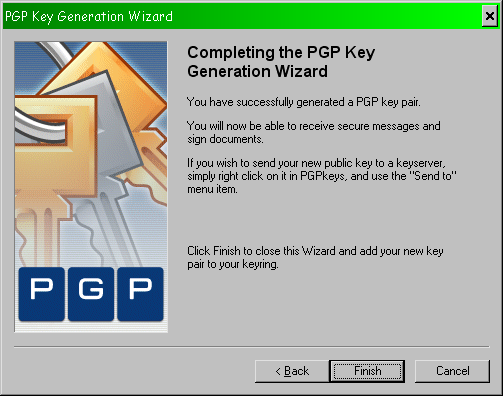 PGP Key Generation Wizard
Completing the PGP Key
Generation Wizard
You have successfully generated a PGP key pair.
You will now be able to receive secure messages and
sign documents.
If you wish to send your new public key to a keyserver,
simply right click on it in PGPkeys, and use the "Send to"
menu item.
Click Finish to close this Wizard and add your new key
pair to your keyring.
P G P
< Back Finish Cancel